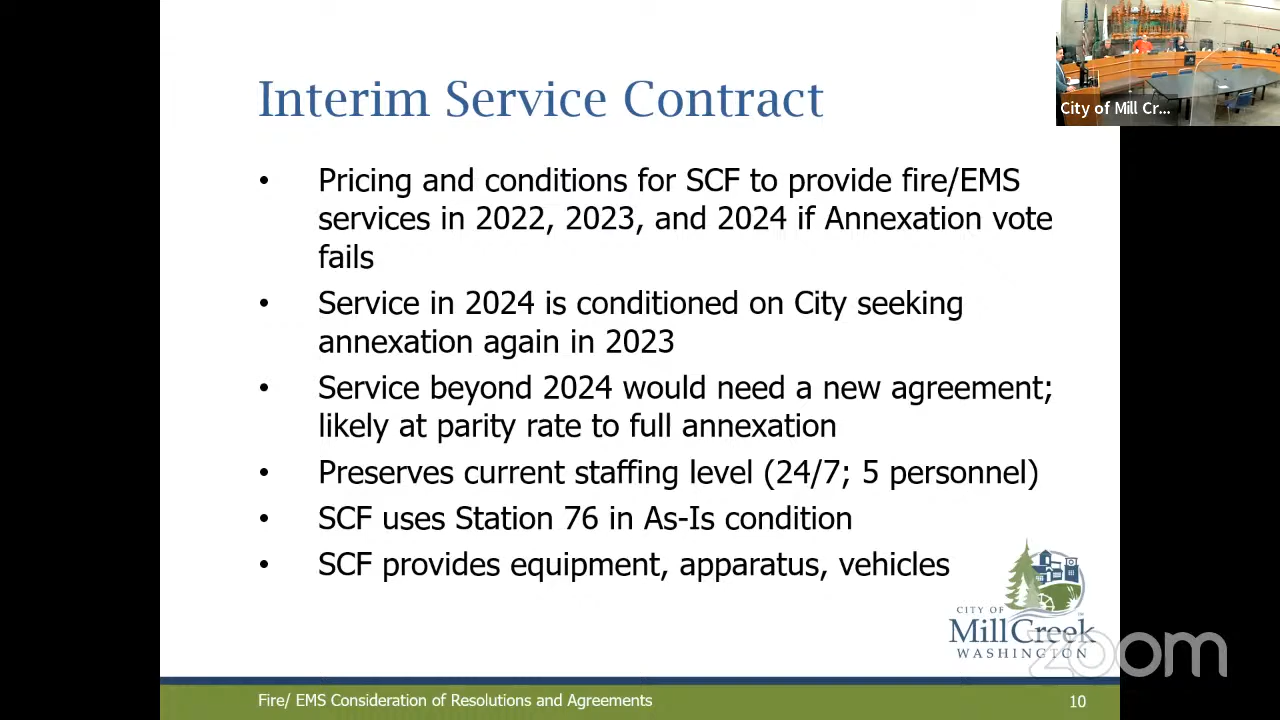 Interim Service Contract
City of Mill Cr...
• Pricing and conditions for SCF to provide fire/EMS
services in 2022, 2023, and 2024 if Annexation vote
fails
• Service in 2024 is conditioned on City seeking
annexation again in 2023
• Service beyond 2024 would need a new agreement;
likely at parity rate to full annexation
• Preserves current staffing level (24/7; 5 personnel)
• SCF uses Station 76 in As-Is condition
• SCF provides equipment, apparatus, vehicles
CITY OF
Mill Creek
WASHINGTON
zoom
Fire/ EMS Consideration of Resolutions and Agreements
10